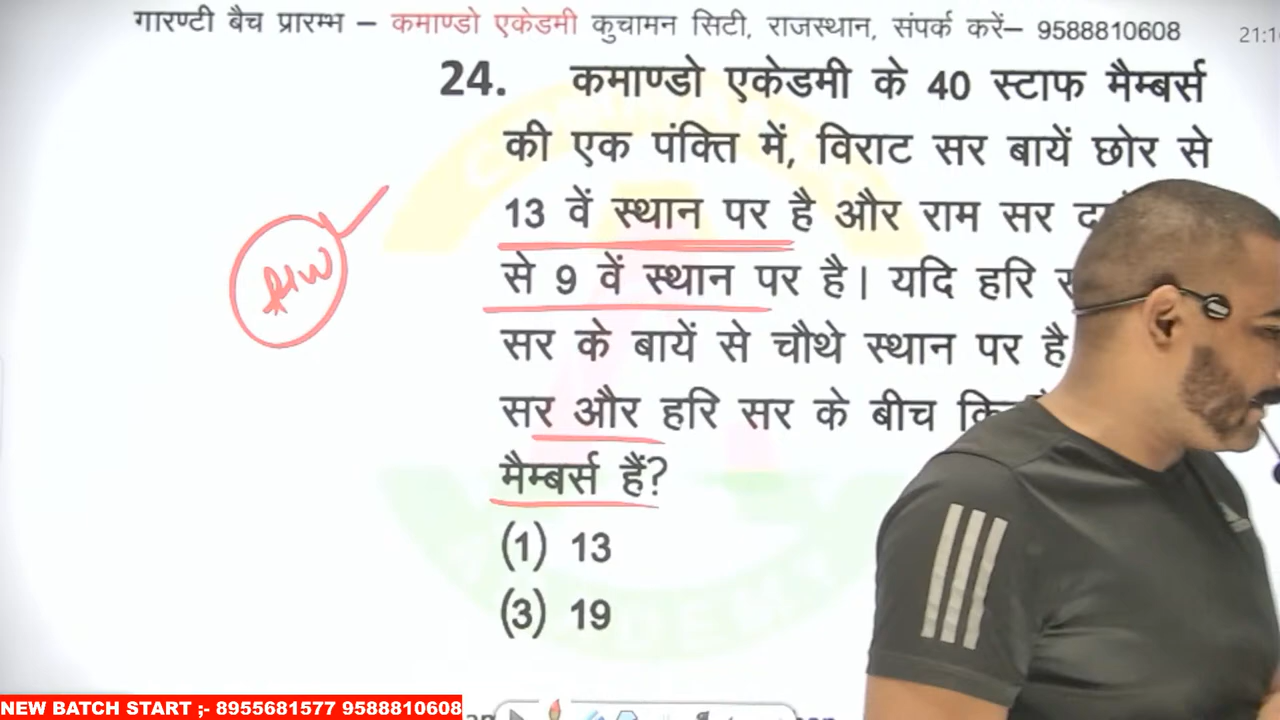 गारण्टी बैच प्रारम्भ – कमाण्डो एकेडमी कुचामन सिटी, राजस्थान, संपर्क करें– 9588810608
24. कमाण्डो एकेडमी के 40 स्टाफ मैम्बर्स
की एक पंक्ति में, विराट सर बायें छोर से
13 वें स्थान पर है और राम सर
से 9 वें स्थान पर है। यदि हरि
सर के बायें से चौथे स्थान पर है
सर और हरि सर के बीच
मैम्बर्स हैं?
(1) 13
(3) 19
HW
NEW BATCH START ;- 8955681577 9588810608